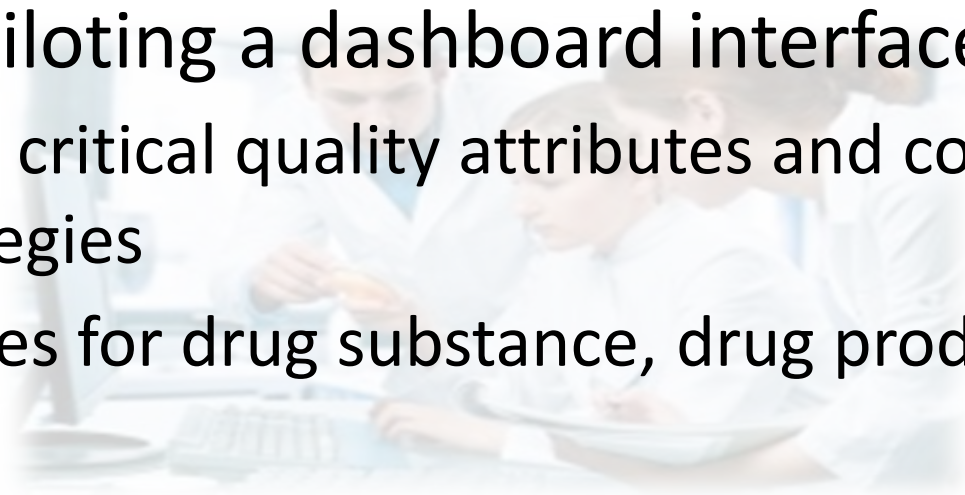 iloting a dashboard interface
critical quality attributes and co
egies
es for drug substance, drug prod